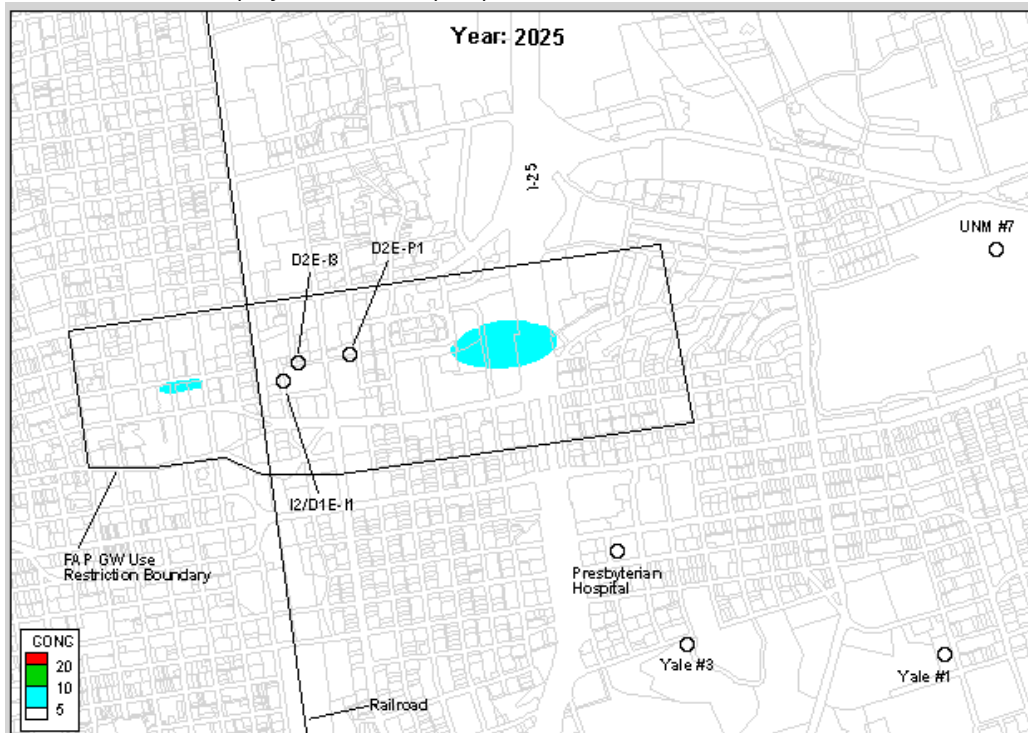 Year: 2025
I-25
UNM #7
D2E-P1
D2E-I3
I2/D1E-I1
FAP GW Use
Restriction Boundary
Presbyterian
Hospital
Yale #3
Yale #1
Railroad
CONC
20
10
5